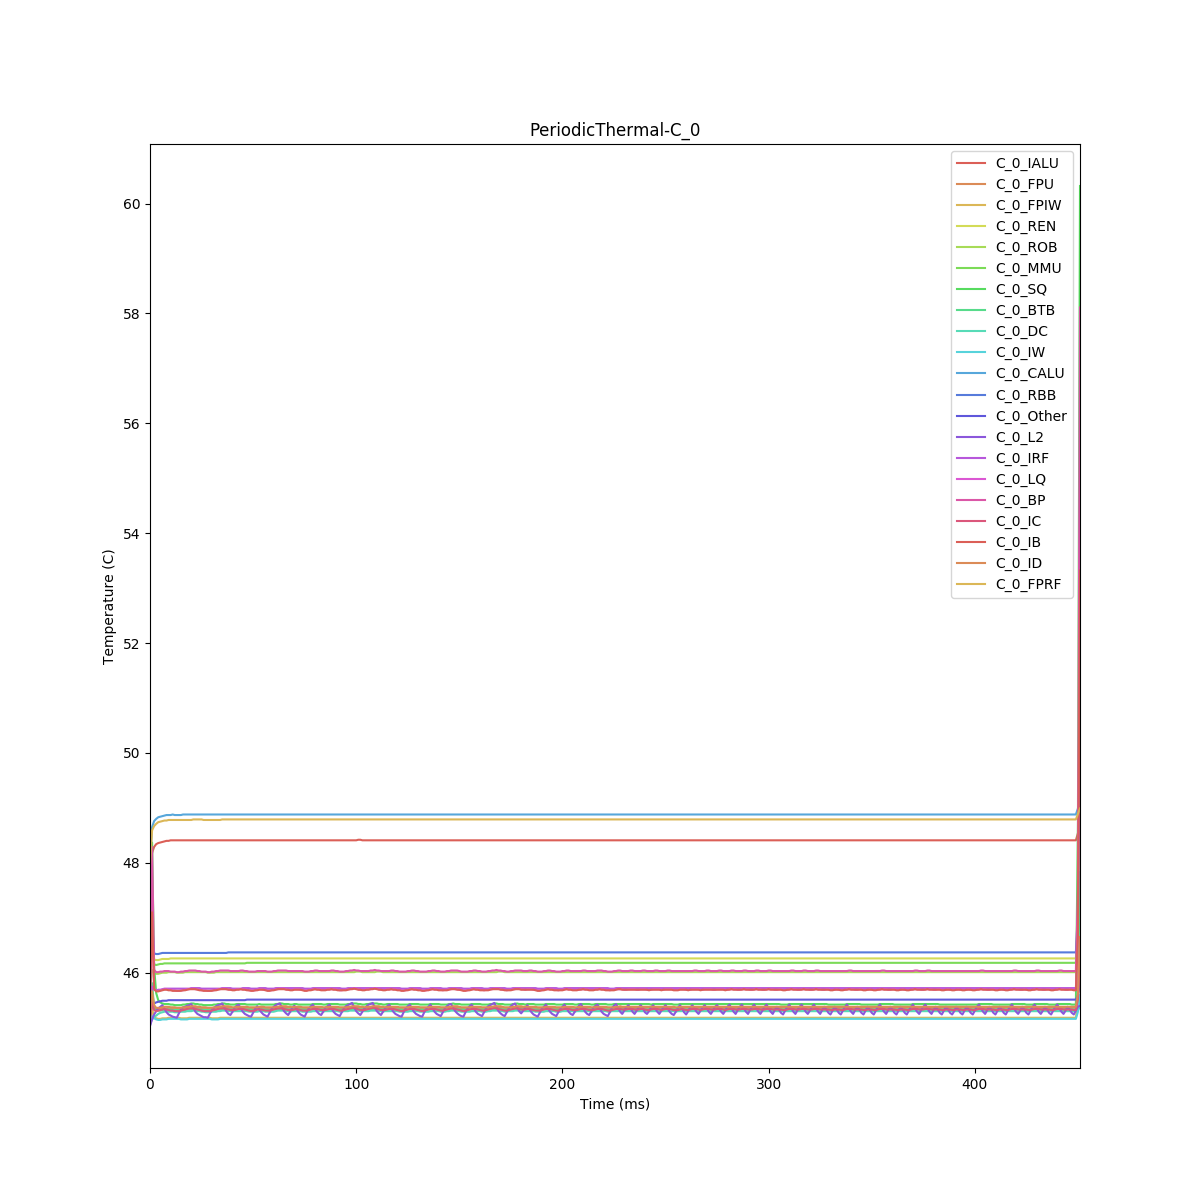 PeriodicThermal-C_0
C_0_IALU
C_0_FPU
C_0_FPIW
C_0_REN
C_0_ROB
C_0_MMU
C_0_SQ
C_0_BTB
C_0_DC
C_0_IW
C_0_CALU
C_0_RBB
C_0_Other
C_0_L2
C_0_IRF
C_0_LQ
C_0_BP
C_0_IC
C_0_IB
C_0_ID
C_0_FPRF
60
58
56
54
52
50
48
46
Temperature (C)
0 100 200 300 400
Time (ms)